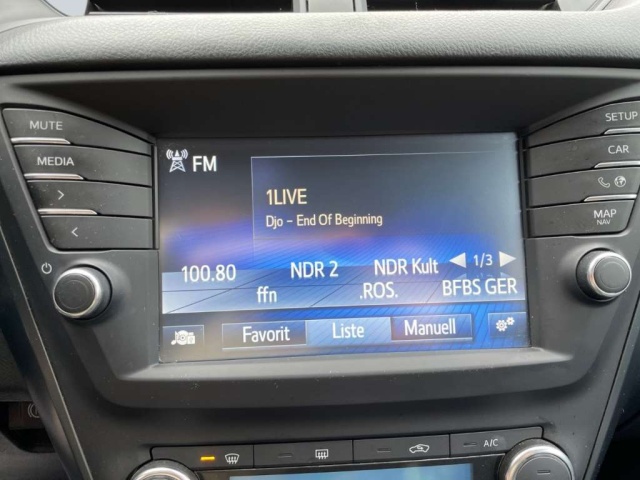 MUTE
MEDIA
>
<
FM
1LIVE
Djo – End Of Beginning
100.80 NDR 2 NDR Kult ◀ 1/3 ▶
ffn .ROS. BFBS GER
Favorit Liste Manuell
SETUP
CAR
MAP
NAV
A/C